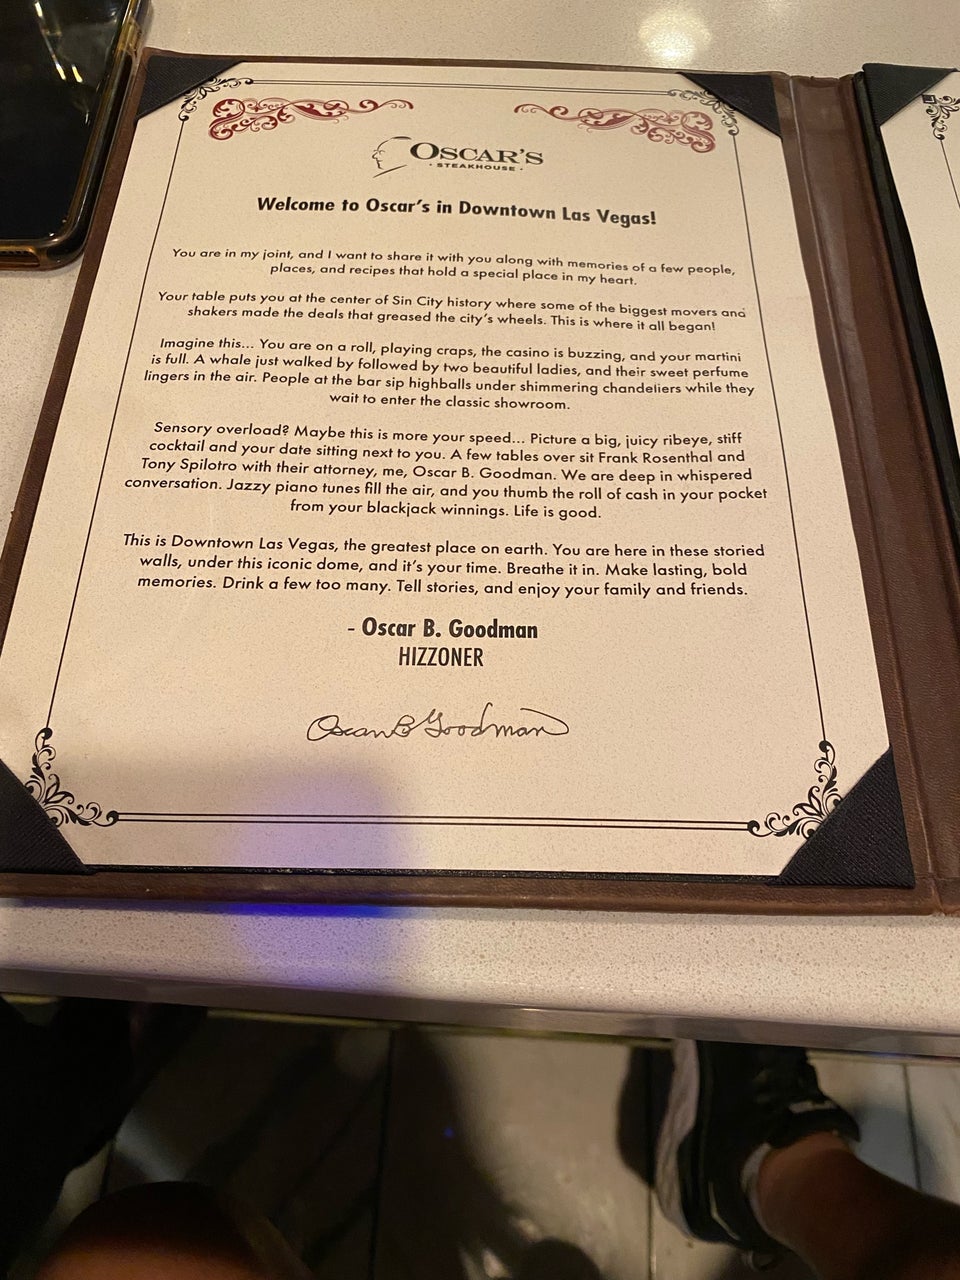 OSCAR'S
· STEAKHOUSE ·
Welcome to Oscar's in Downtown Las Vegas!
You are in my joint, and I want to share it with you along with memories of a few people,
places, and recipes that hold a special place in my heart.
Your table puts you at the center of Sin City history where some of the biggest movers and
shakers made the deals that greased the city's wheels. This is where it all began!
Imagine this... You are on a roll, playing craps, the casino is buzzing, and your martini
is full. A whale just walked by followed by two beautiful ladies, and their sweet perfume
lingers in the air. People at the bar sip highballs under shimmering chandeliers while they
wait to enter the classic showroom.
Sensory overload? Maybe this is more your speed... Picture a big, juicy ribeye, stiff
cocktail and your date sitting next to you. A few tables over sit Frank Rosenthal and
Tony Spilotro with their attorney, me, Oscar B. Goodman. We are deep in whispered
conversation. Jazzy piano tunes fill the air, and you thumb the roll of cash in your pocket
from your blackjack winnings. Life is good.
This is Downtown Las Vegas, the greatest place on earth. You are here in these storied
walls, under this iconic dome, and it's your time. Breathe it in. Make lasting, bold
memories. Drink a few too many. Tell stories, and enjoy your family and friends.
- Oscar B. Goodman
HIZZONER
Oscar B Goodman